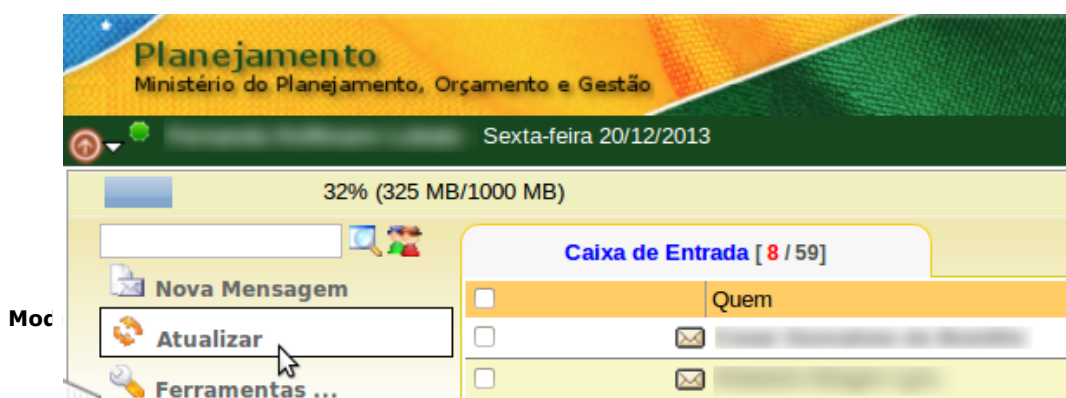 Planejamento
Ministério do Planejamento, Orçamento e Gestão
Sexta-feira 20/12/2013
32% (325 MB/1000 MB)
Caixa de Entrada [ 8 / 59]
Nova Mensagem
Quem
Mod
Atualizar
Ferramentas ...